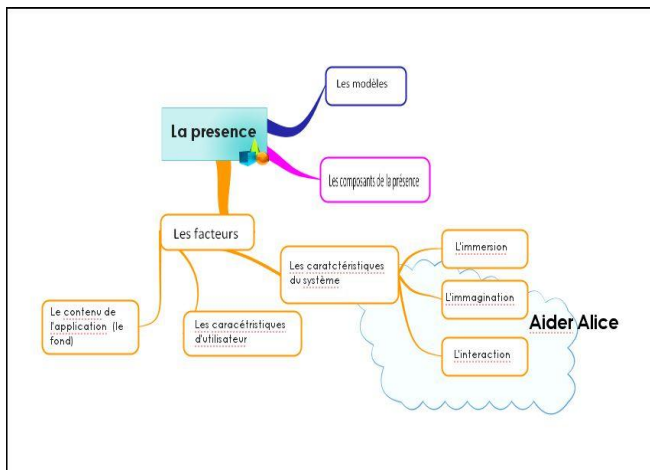 Les modèles
La presence
Les composants de la présence
Les facteurs
Les caratctéristiques
du système
L'immersion
L'immagination
Aider Alice
L'interaction
Le contenu de
l'application (le
fond)
Les caracétristiques
d'utilisateur